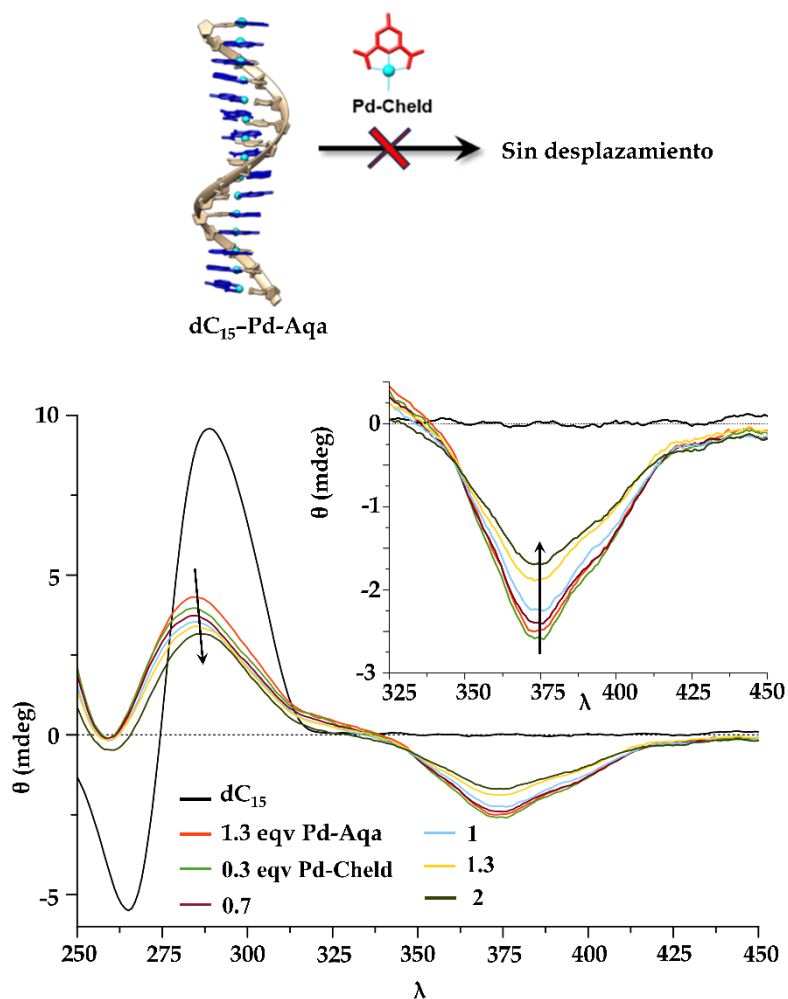 Pd-Cheld
Sin desplazamiento
dC₁₅–Pd-Aqa
10
5
0
-5
θ (mdeg)
250
275
300
325
350
375
400
425
450
λ
0
-1
-2
-3
θ (mdeg)
325
350
375
400
425
450
λ
dC₁₅
1.3 eqv Pd-Aqa
0.3 eqv Pd-Cheld
0.7
1
1.3
2